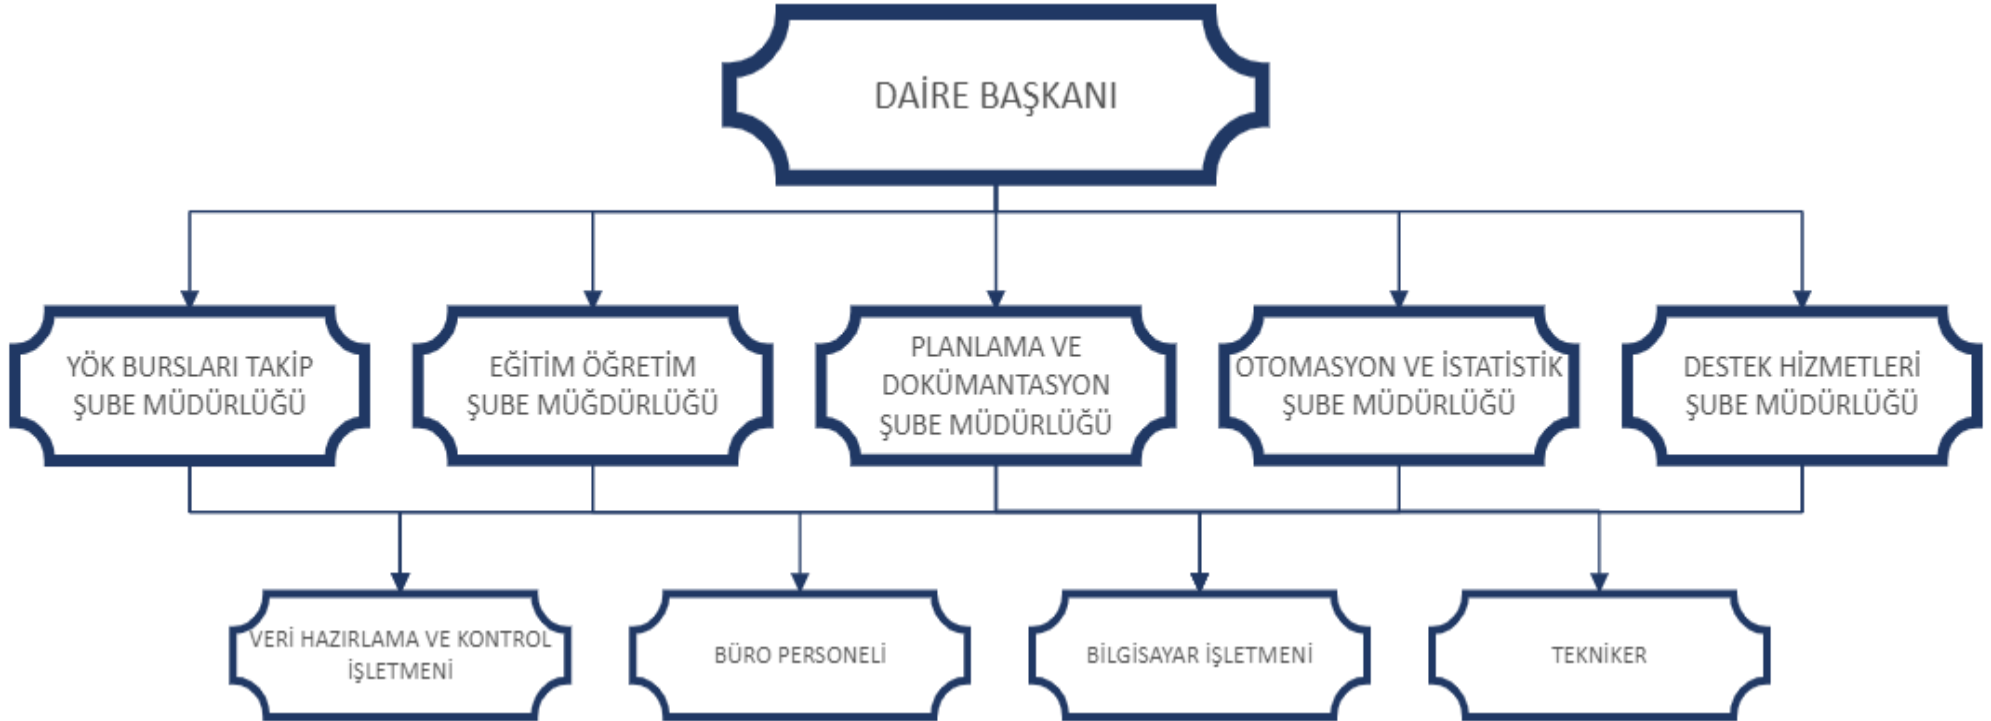 DAİRE BAŞKANI
YÖK BURSLARI TAKİP
ŞUBE MÜDÜRLÜĞÜ
EĞİTİM ÖĞRETİM
ŞUBE MÜĞDÜRLÜĞÜ
PLANLAMA VE
DOKÜMANTASYON
ŞUBE MÜDÜRLÜĞÜ
OTOMASYON VE İSTATİSTİK
ŞUBE MÜDÜRLÜĞÜ
DESTEK HİZMETLERİ
ŞUBE MÜDÜRLÜĞÜ
VERİ HAZIRLAMA VE KONTROL
İŞLETMENİ
BÜRO PERSONELİ
BİLGİSAYAR İŞLETMENİ
TEKNİKER